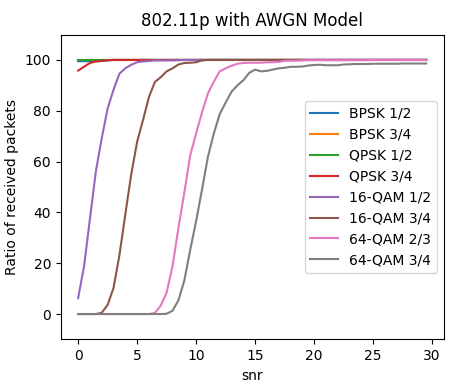 802.11p with AWGN Model
Ratio of received packets
100
80
60
40
20
0
BPSK 1/2
BPSK 3/4
QPSK 1/2
QPSK 3/4
16-QAM 1/2
16-QAM 3/4
64-QAM 2/3
64-QAM 3/4
0 5 10 15 20 25 30
snr